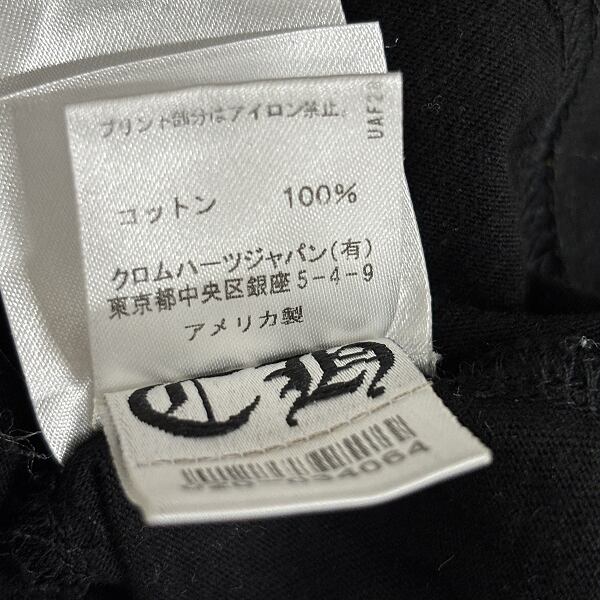 プリント部分はアイロン禁止。
コットン 100%
クロムハーツジャパン(有)
東京都中央区銀座5-4-9
アメリカ製
CH